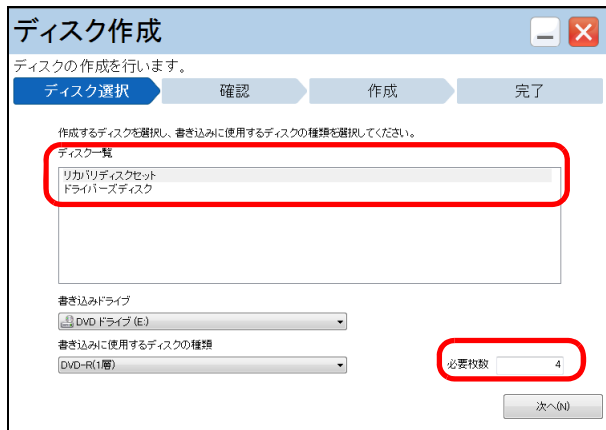 ディスク作成
ディスクの作成を行います。
ディスク選択 確認 作成 完了
作成するディスクを選択し、書き込みに使用するディスクの種類を選択してください。
ディスク一覧
リカバリディスクセット
ドライバーズディスク
書き込みドライブ
DVD ドライブ (E:)
書き込みに使用するディスクの種類
DVD-R(1層)
必要枚数 4
次へ(N)